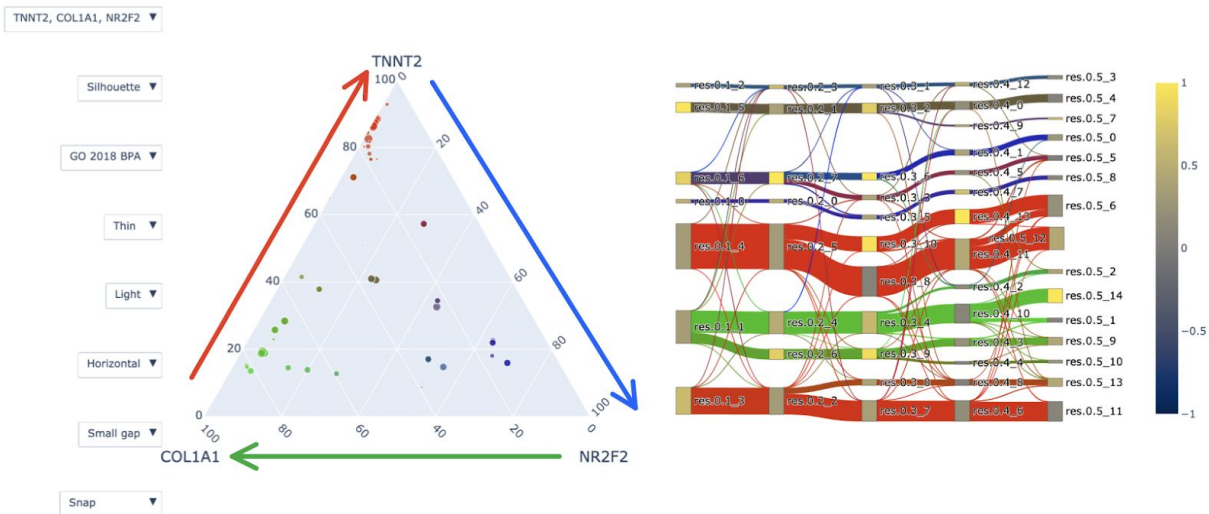 TNNT2, COL1A1, NR2F2 ▼
Silhouette ▼
GO 2018 BPA ▼
Thin ▼
Light ▼
Horizontal ▼
Small gap ▼
Snap ▼
TNNT2
100
80
60
40
20
0
0
20
40
60
80
100
100
80
60
40
20
0
COL1A1
NR2F2
res.0.1_2
res.0.1_5
res.0.1_6
res.0.1_0
res.0.1_4
res.0.1_1
res.0.1_3
res.0.2_3
res.0.2_1
res.0.2_7
res.0.2_0
res.0.2_5
res.0.2_4
res.0.2_6
res.0.2_2
res.0.3_1
res.0.3_2
res.0.3_6
res.0.3_3
res.0.3_5
res.0.3_10
res.0.3_8
res.0.3_4
res.0.3_9
res.0.3_0
res.0.3_7
res.0.4_12
res.0.4_0
res.0.4_9
res.0.4_1
res.0.4_5
res.0.4_7
res.0.4_13
res.0.4_11
res.0.4_2
res.0.4_10
res.0.4_3
res.0.4_4
res.0.4_8
res.0.4_6
res.0.5_3
res.0.5_4
res.0.5_7
res.0.5_0
res.0.5_5
res.0.5_8
res.0.5_6
res.0.5_12
res.0.5_2
res.0.5_14
res.0.5_1
res.0.5_9
res.0.5_10
res.0.5_13
res.0.5_11
1
0.5
0
−0.5
−1